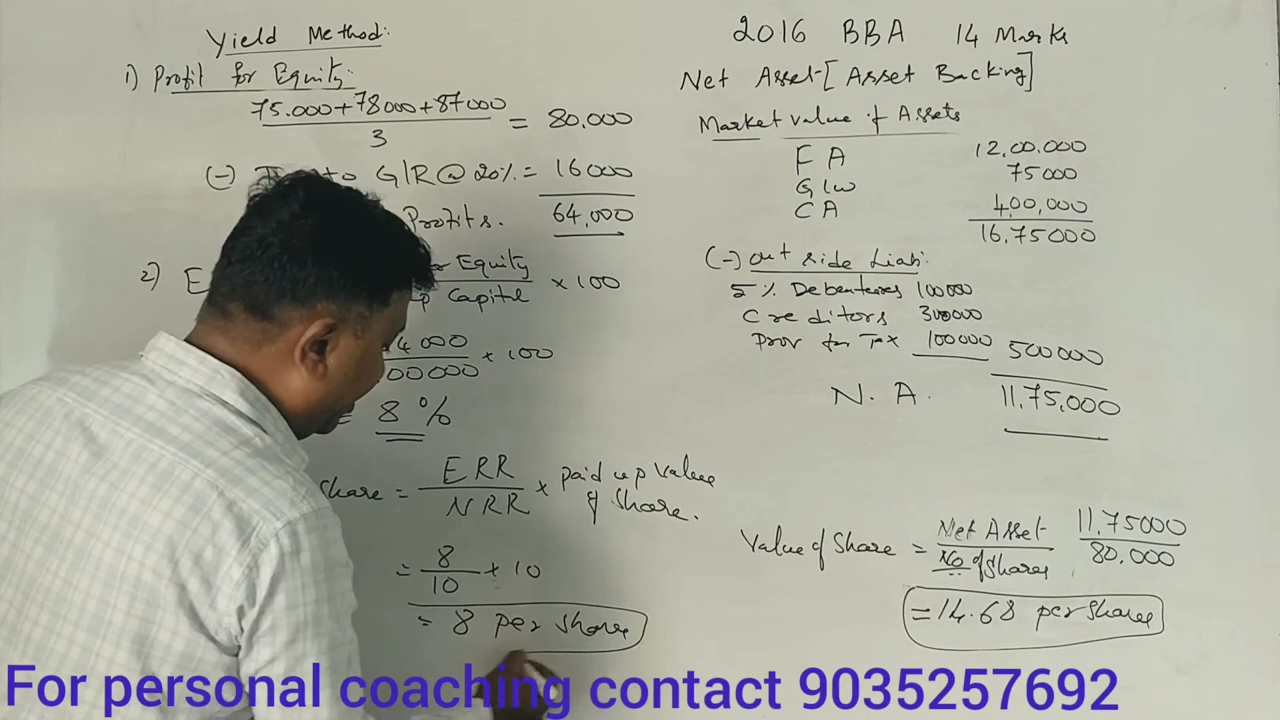 Yield Method:
1) Profit for Equity:
75.000+78000+87000
3
= 80.000
(-) to G/R @ 20% = 16000
Profits. 64,000
2) E Equity
up Capital
× 100
4000
00000
× 100
= 8 %
Share = ERR
NRR
× paid up value
of Share.
= 8
10
× 10
= 8 per share
2016 BBA 14 Marks
Net Asset [Asset Backing]
Market value of Assets
F A 12,00.000
G/w 75000
C A 4,00,000
16,75000
(-) Out side Liabi:
5 % Debentures 100000
Creditors 300000
Prov for Tax 100000 500000
N. A. 11,75,000
Value of Share = Net Asset
No of Shares
11,75000
80.000
= 14.68 per shares
For personal coaching contact 9035257692